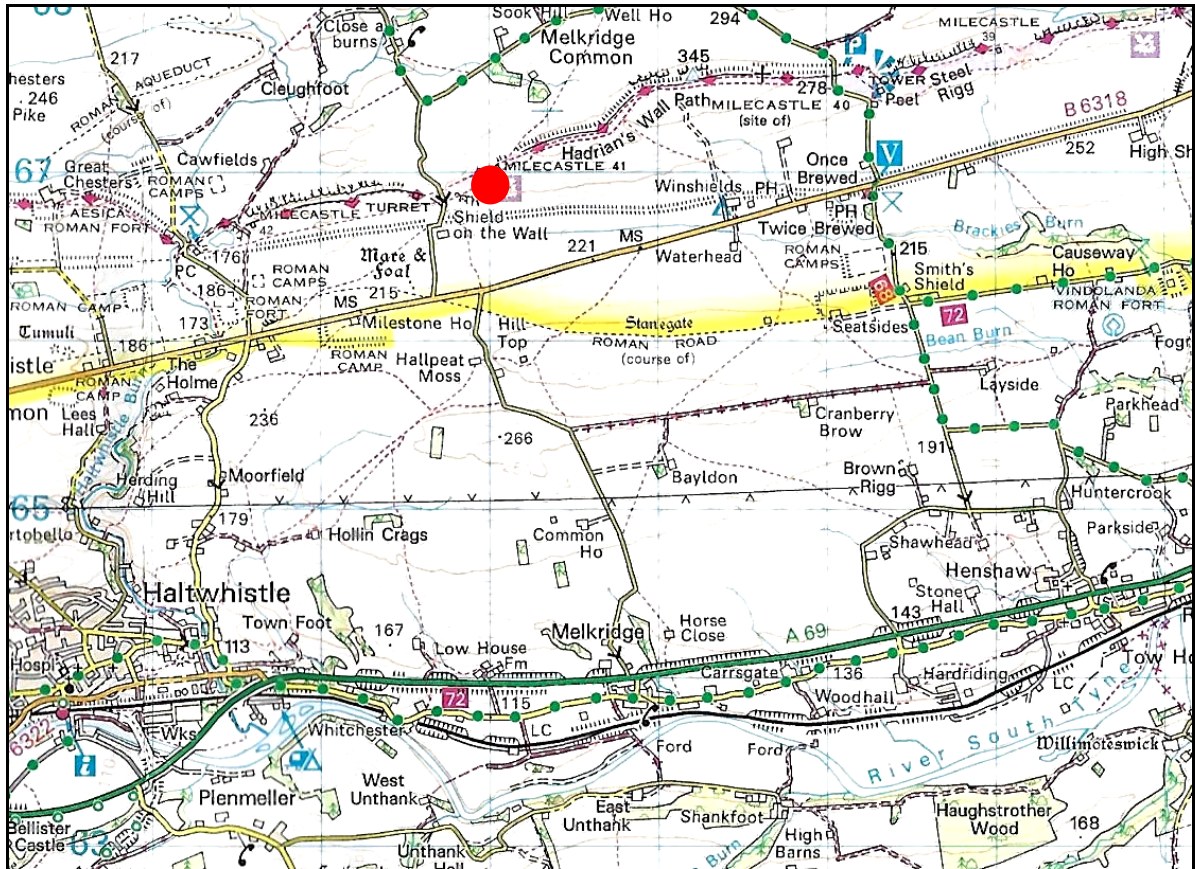 Close a
burns
Sook Hill
Well Ho
294
MILECASTLE
39
217
Melkridge
Common
345
hesters
246
Pike
ROMAN AQUEDUCT
(course of)
Cleughfoot
278
TOWER
Peel
Steel
Rigg
Path
MILECASTLE 40
(site of)
B 6318
Hadrian's Wall
67
Great
Chesters
Cawfields
ROMAN
CAMPS
MILECASTLE 41
Once
Brewed
V
252
High Sh
AESICA
ROMAN FORT
MILECASTLE
42
TURRET
Shield
on the Wall
Winshields
PH
PH
Twice Brewed
Brackies Burn
176
PC
Mare &
Foal
221
MS
Waterhead
ROMAN
CAMPS
215
Causeway
Ho
186
ROMAN
CAMPS
MS
215
Smith's
Shield
VINDOLANDA
ROMAN FORT
ROMAN CAMP
ROMAN
FORT
72
Tumuli
173
Milestone Ho
Hill
Top
Stanegate
ROMAN ROAD
(course of)
Seatsides
Bean Burn
186
istle
ROMAN
CAMP
Hallpeat
Moss
Fogr
The
Holme
ROMAN
CAMP
mon
Lees
Hall
Layside
Haltwhistle Burn
236
Cranberry
Brow
Parkhead
266
191
Herding
Hill
Moorfield
Bayldon
Brown
Rigg
Huntercrook
65
rtobello
179
Hollin Crags
Common
Ho
Shawhead
Parkside
Henshaw
Haltwhistle
Stone
Hall
Town Foot
167
Melkridge
Horse
Close
A 69
143
113
Hospl
Low House
Fm
Carrsgate
136
Tow Ho
72
115
Woodhall
Hardriding
LC
6322
Wks
Whitchester
LC
Ford
Ford
River South Tyne
Willimoteswick
i
Plenmeller
West
Unthank
East
Unthank
Shankfoot
Haughstrother
Wood
168
Bellister
Castle
63
Unthank
Hall
Burn
High
Barns